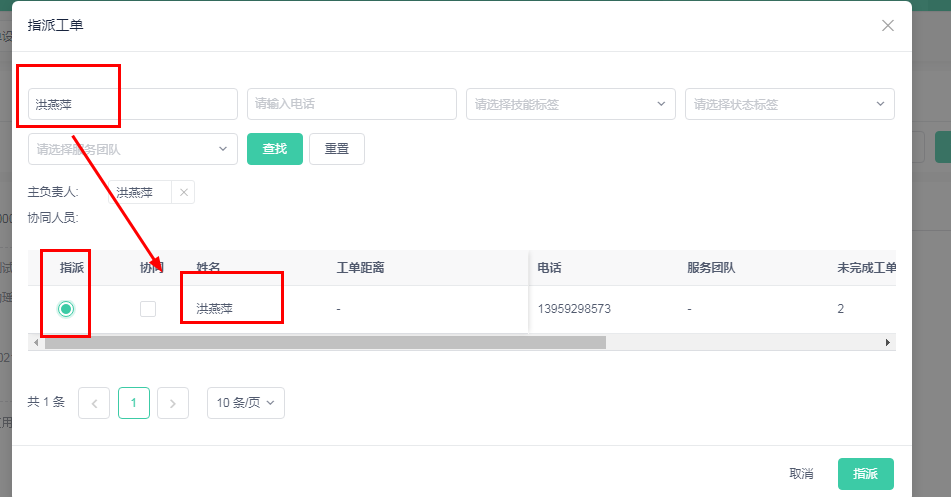 指派工单
洪燕萍 请输入电话 请选择技能标签 请选择状态标签
请选择服务团队 查找 重置
主负责人: 洪燕萍
协同人员:
指派 协同 姓名 工单距离 电话 服务团队 未完成工单
洪燕萍 - 13959298573 - 2
共 1 条 1 10 条/页
取消 指派